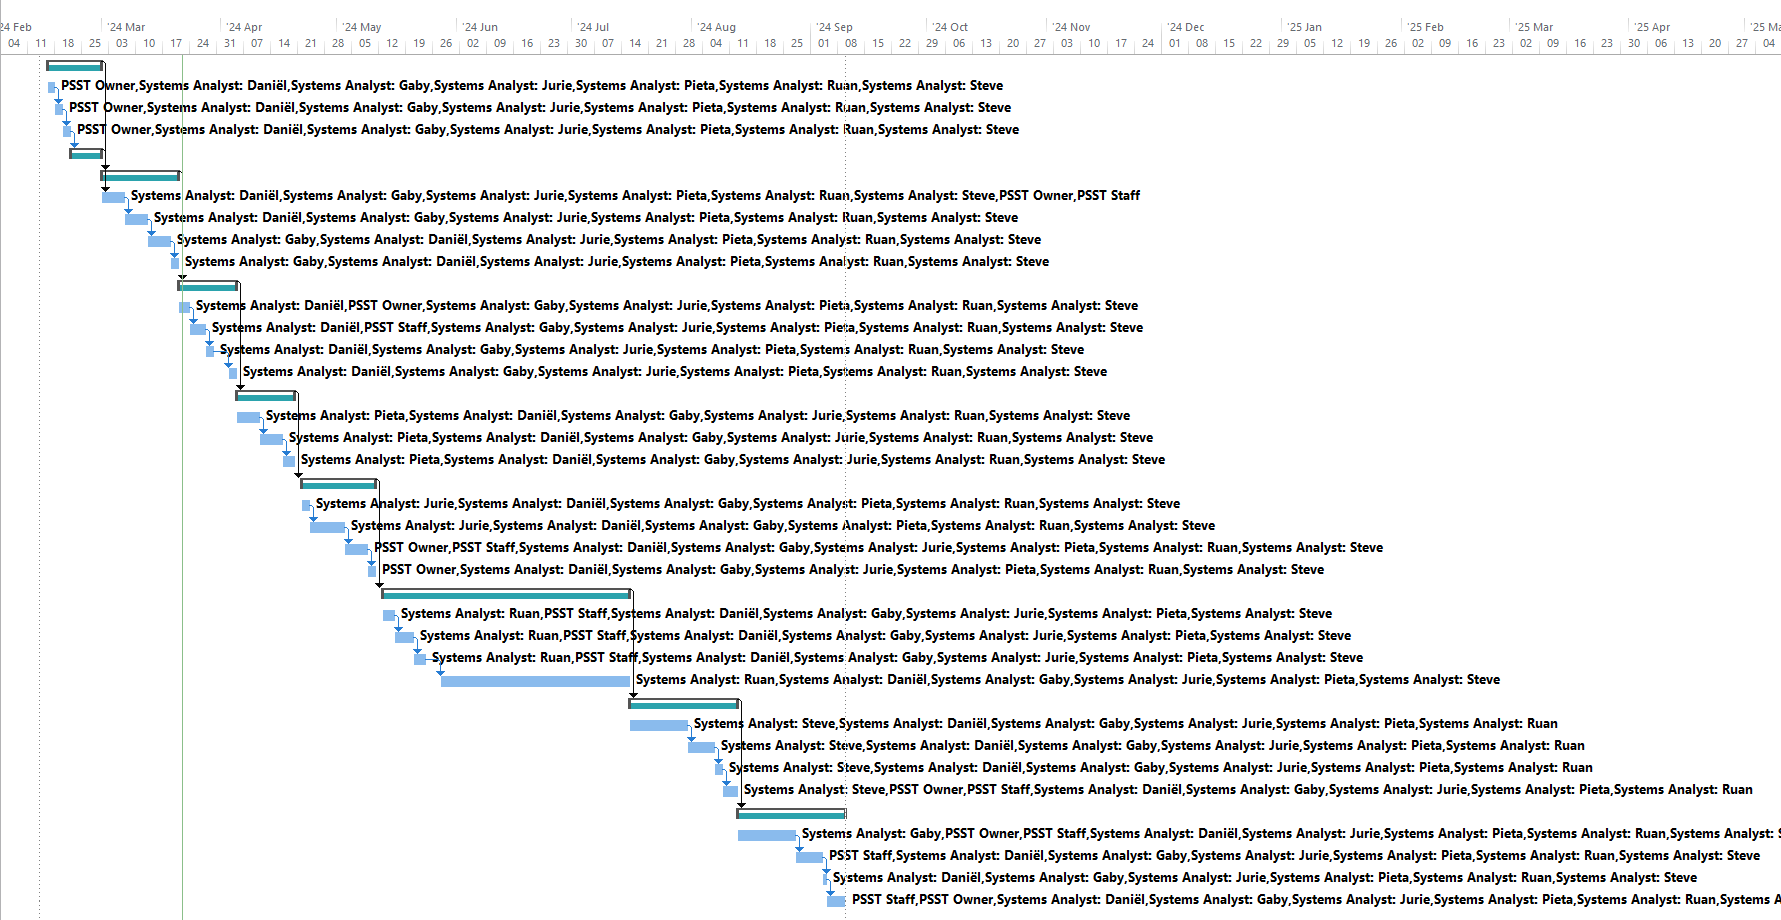 '24 Feb '24 Mar '24 Apr '24 May '24 Jun '24 Jul '24 Aug '24 Sep '24 Oct '24 Nov '24 Dec '25 Jan '25 Feb '25 Mar '25 Apr '25 Ma
04 11 18 25 03 10 17 24 31 07 14 21 28 05 12 19 26 02 09 16 23 30 07 14 21 28 04 11 18 25 01 08 15 22 29 06 13 20 27 03 10 17 24 01 08 15 22 29 05 12 19 26 02 09 16 23 02 09 16 23 30 06 13 20 27 04
PSST Owner,Systems Analyst: Daniël,Systems Analyst: Gaby,Systems Analyst: Jurie,Systems Analyst: Pieta,Systems Analyst: Ruan,Systems Analyst: Steve
PSST Owner,Systems Analyst: Daniël,Systems Analyst: Gaby,Systems Analyst: Jurie,Systems Analyst: Pieta,Systems Analyst: Ruan,Systems Analyst: Steve
PSST Owner,Systems Analyst: Daniël,Systems Analyst: Gaby,Systems Analyst: Jurie,Systems Analyst: Pieta,Systems Analyst: Ruan,Systems Analyst: Steve
Systems Analyst: Daniël,Systems Analyst: Gaby,Systems Analyst: Jurie,Systems Analyst: Pieta,Systems Analyst: Ruan,Systems Analyst: Steve,PSST Owner,PSST Staff
Systems Analyst: Daniël,Systems Analyst: Gaby,Systems Analyst: Jurie,Systems Analyst: Pieta,Systems Analyst: Ruan,Systems Analyst: Steve
Systems Analyst: Gaby,Systems Analyst: Daniël,Systems Analyst: Jurie,Systems Analyst: Pieta,Systems Analyst: Ruan,Systems Analyst: Steve
Systems Analyst: Gaby,Systems Analyst: Daniël,Systems Analyst: Jurie,Systems Analyst: Pieta,Systems Analyst: Ruan,Systems Analyst: Steve
Systems Analyst: Daniël,PSST Owner,Systems Analyst: Gaby,Systems Analyst: Jurie,Systems Analyst: Pieta,Systems Analyst: Ruan,Systems Analyst: Steve
Systems Analyst: Daniël,PSST Staff,Systems Analyst: Gaby,Systems Analyst: Jurie,Systems Analyst: Pieta,Systems Analyst: Ruan,Systems Analyst: Steve
Systems Analyst: Daniël,Systems Analyst: Gaby,Systems Analyst: Jurie,Systems Analyst: Pieta,Systems Analyst: Ruan,Systems Analyst: Steve
Systems Analyst: Daniël,Systems Analyst: Gaby,Systems Analyst: Jurie,Systems Analyst: Pieta,Systems Analyst: Ruan,Systems Analyst: Steve
Systems Analyst: Pieta,Systems Analyst: Daniël,Systems Analyst: Gaby,Systems Analyst: Jurie,Systems Analyst: Ruan,Systems Analyst: Steve
Systems Analyst: Pieta,Systems Analyst: Daniël,Systems Analyst: Gaby,Systems Analyst: Jurie,Systems Analyst: Ruan,Systems Analyst: Steve
Systems Analyst: Pieta,Systems Analyst: Daniël,Systems Analyst: Gaby,Systems Analyst: Jurie,Systems Analyst: Ruan,Systems Analyst: Steve
Systems Analyst: Jurie,Systems Analyst: Daniël,Systems Analyst: Gaby,Systems Analyst: Pieta,Systems Analyst: Ruan,Systems Analyst: Steve
Systems Analyst: Jurie,Systems Analyst: Daniël,Systems Analyst: Gaby,Systems Analyst: Pieta,Systems Analyst: Ruan,Systems Analyst: Steve
PSST Owner,PSST Staff,Systems Analyst: Daniël,Systems Analyst: Gaby,Systems Analyst: Jurie,Systems Analyst: Pieta,Systems Analyst: Ruan,Systems Analyst: Steve
PSST Owner,Systems Analyst: Daniël,Systems Analyst: Gaby,Systems Analyst: Jurie,Systems Analyst: Pieta,Systems Analyst: Ruan,Systems Analyst: Steve
Systems Analyst: Ruan,PSST Staff,Systems Analyst: Daniël,Systems Analyst: Gaby,Systems Analyst: Jurie,Systems Analyst: Pieta,Systems Analyst: Steve
Systems Analyst: Ruan,PSST Staff,Systems Analyst: Daniël,Systems Analyst: Gaby,Systems Analyst: Jurie,Systems Analyst: Pieta,Systems Analyst: Steve
Systems Analyst: Ruan,PSST Staff,Systems Analyst: Daniël,Systems Analyst: Gaby,Systems Analyst: Jurie,Systems Analyst: Pieta,Systems Analyst: Steve
Systems Analyst: Ruan,Systems Analyst: Daniël,Systems Analyst: Gaby,Systems Analyst: Jurie,Systems Analyst: Pieta,Systems Analyst: Steve
Systems Analyst: Steve,Systems Analyst: Daniël,Systems Analyst: Gaby,Systems Analyst: Jurie,Systems Analyst: Pieta,Systems Analyst: Ruan
Systems Analyst: Steve,Systems Analyst: Daniël,Systems Analyst: Gaby,Systems Analyst: Jurie,Systems Analyst: Pieta,Systems Analyst: Ruan
Systems Analyst: Steve,Systems Analyst: Daniël,Systems Analyst: Gaby,Systems Analyst: Jurie,Systems Analyst: Pieta,Systems Analyst: Ruan
Systems Analyst: Steve,PSST Owner,PSST Staff,Systems Analyst: Daniël,Systems Analyst: Gaby,Systems Analyst: Jurie,Systems Analyst: Pieta,Systems Analyst: Ruan
Systems Analyst: Gaby,PSST Owner,PSST Staff,Systems Analyst: Daniël,Systems Analyst: Jurie,Systems Analyst: Pieta,Systems Analyst: Ruan,Systems Analyst: S
PSST Staff,Systems Analyst: Daniël,Systems Analyst: Gaby,Systems Analyst: Jurie,Systems Analyst: Pieta,Systems Analyst: Ruan,Systems Analyst: Steve
Systems Analyst: Daniël,Systems Analyst: Gaby,Systems Analyst: Jurie,Systems Analyst: Pieta,Systems Analyst: Ruan,Systems Analyst: Steve
PSST Staff,PSST Owner,Systems Analyst: Daniël,Systems Analyst: Gaby,Systems Analyst: Jurie,Systems Analyst: Pieta,Systems Analyst: Ruan,Systems A